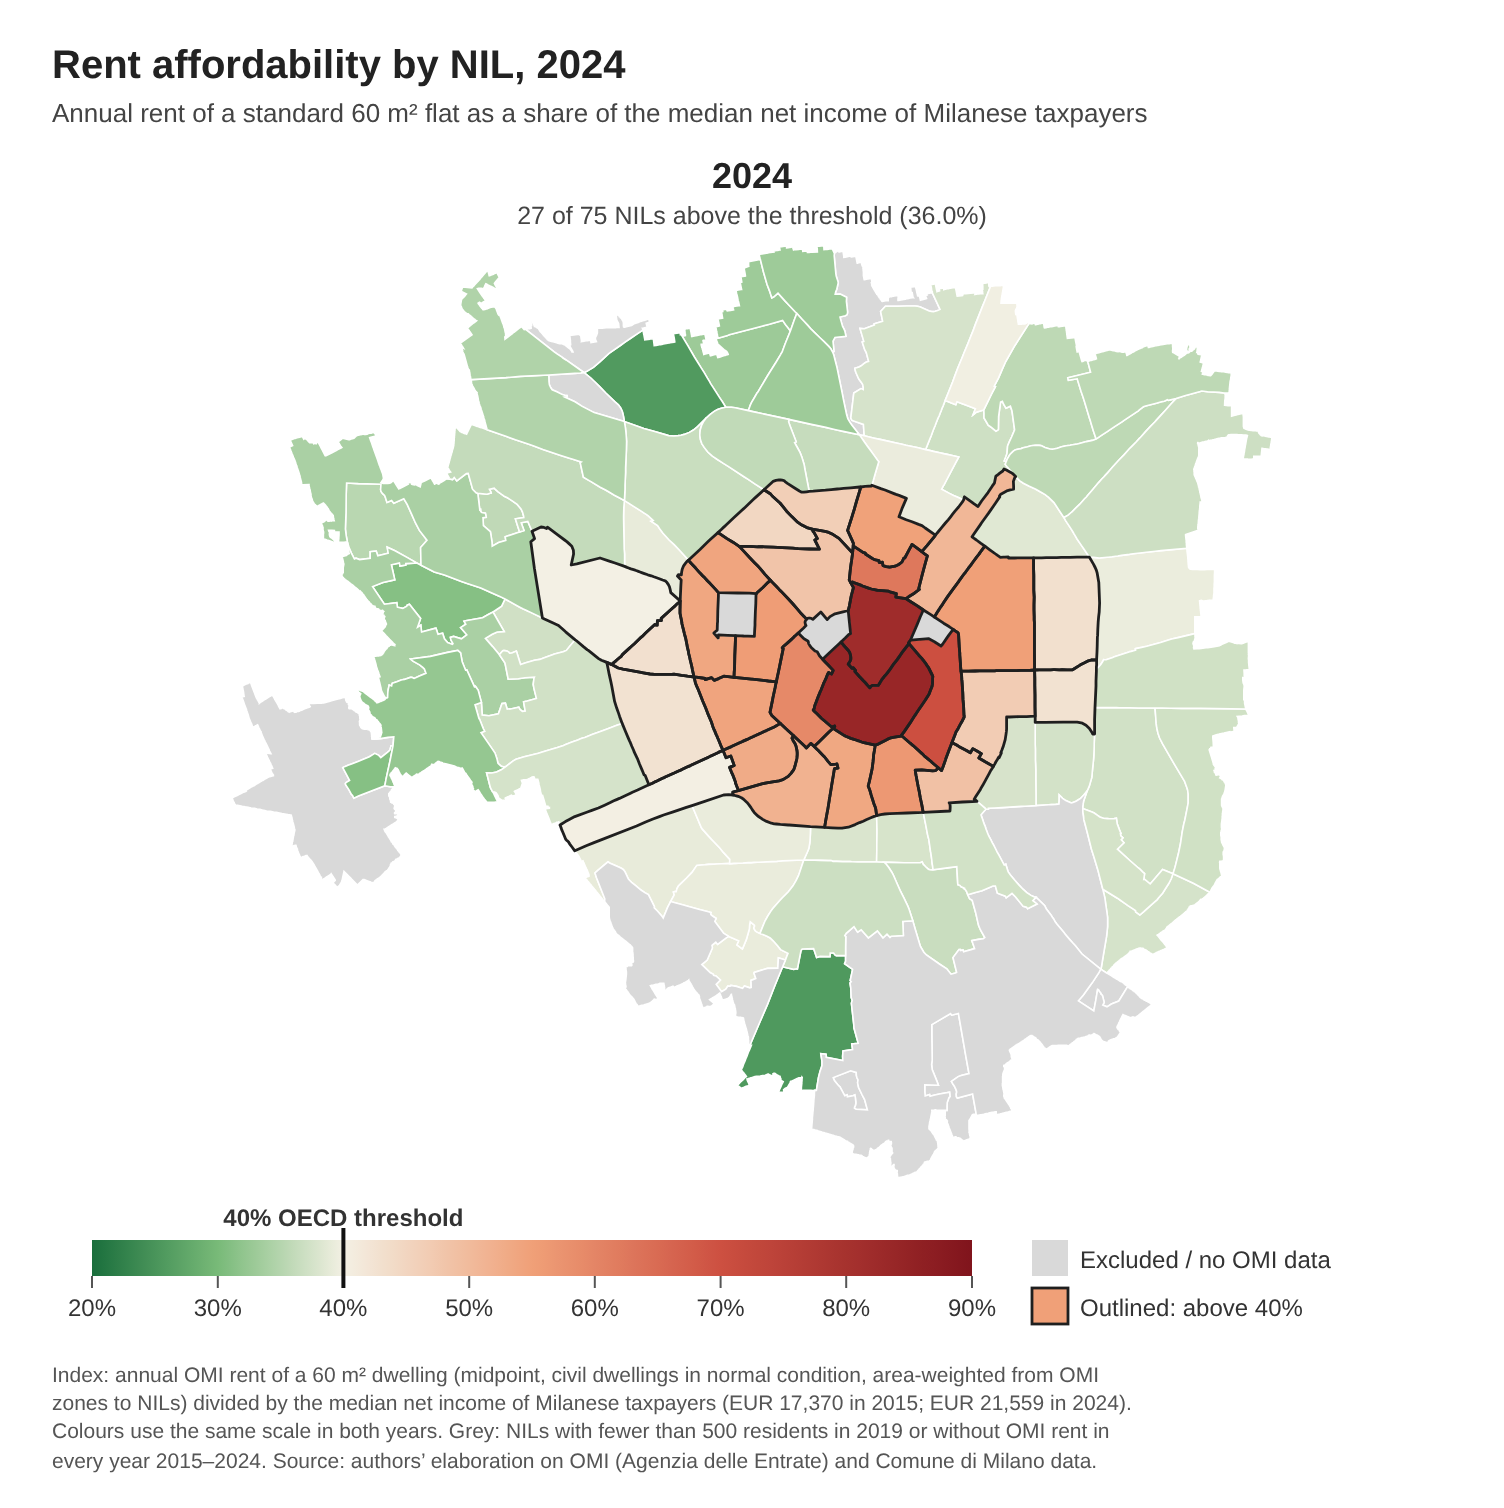 Rent affordability by NIL, 2024
Annual rent of a standard 60 m² flat as a share of the median net income of Milanese taxpayers
2024
27 of 75 NILs above the threshold (36.0%)
40% OECD threshold
20% 30% 40% 50% 60% 70% 80% 90%
Excluded / no OMI data
Outlined: above 40%
Index: annual OMI rent of a 60 m² dwelling (midpoint, civil dwellings in normal condition, area-weighted from OMI
zones to NILs) divided by the median net income of Milanese taxpayers (EUR 17,370 in 2015; EUR 21,559 in 2024).
Colours use the same scale in both years. Grey: NILs with fewer than 500 residents in 2019 or without OMI rent in
every year 2015–2024. Source: authors’ elaboration on OMI (Agenzia delle Entrate) and Comune di Milano data.